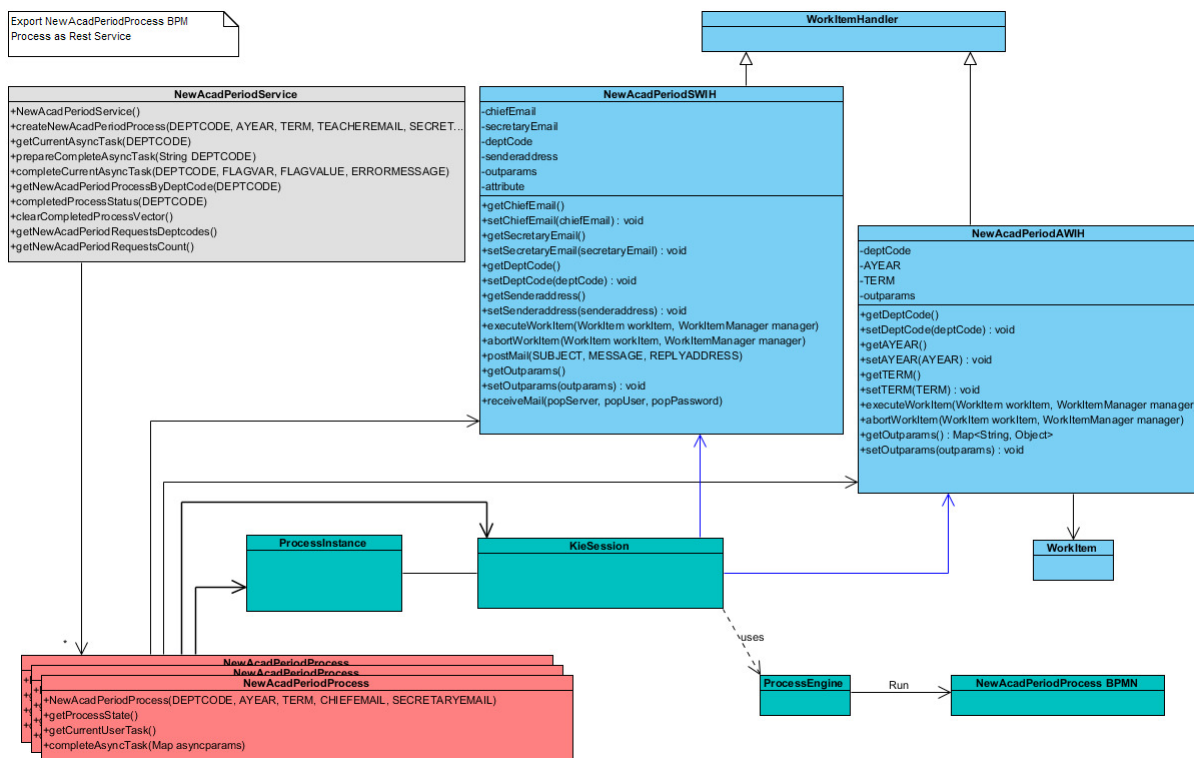 Export NewAcadPeriodProcess BPM
Process as Rest Service
WorkItemHandler
NewAcadPeriodService
+NewAcadPeriodService()
+createNewAcadPeriodProcess(DEPTCODE, AYEAR, TERM, TEACHEREMAIL, SECRET...
+getCurrentAsyncTask(DEPTCODE)
+prepareCompleteAsyncTask(String DEPTCODE)
+completeCurrentAsyncTask(DEPTCODE, FLAGVAR, FLAGVALUE, ERRORMESSAGE)
+getNewAcadPeriodProcessByDeptCode(DEPTCODE)
+completedProcessStatus(DEPTCODE)
+clearCompletedProcessVector()
+getNewAcadPeriodRequestsDeptcodes()
+getNewAcadPeriodRequestsCount()
NewAcadPeriodSWIH
-chiefEmail
-secretaryEmail
-deptCode
-senderaddress
-outparams
-attribute
+getChiefEmail()
+setChiefEmail(chiefEmail) : void
+getSecretaryEmail()
+setSecretaryEmail(secretaryEmail) : void
+getDeptCode()
+setDeptCode(deptCode) : void
+getSenderaddress()
+setSenderaddress(senderaddress) : void
+executeWorkItem(WorkItem workItem, WorkItemManager manager)
+abortWorkItem(WorkItem workItem, WorkItemManager manager)
+postMail(SUBJECT, MESSAGE, REPLYADDRESS)
+getOutparams()
+setOutparams(outparams) : void
+receiveMail(popServer, popUser, popPassword)
NewAcadPeriodAWIH
-deptCode
-AYEAR
-TERM
-outparams
+getDeptCode()
+setDeptCode(deptCode) : void
+getAYEAR()
+setAYEAR(AYEAR) : void
+getTERM()
+setTERM(TERM) : void
+executeWorkItem(WorkItem workItem, WorkItemManager manager
+abortWorkItem(WorkItem workItem, WorkItemManager manager)
+getOutparams() : Map<String, Object>
+setOutparams(outparams) : void
ProcessInstance
KieSession
WorkItem
uses
*
ProcessEngine
Run
NewAcadPeriodProcess BPMN
NewAcadPeriodProcess
NewAcadPeriodProcess
NewAcadPeriodProcess
+NewAcadPeriodProcess(DEPTCODE, AYEAR, TERM, CHIEFEMAIL, SECRETARYEMAIL)
+getProcessState()
+getCurrentUserTask()
+completeAsyncTask(Map asyncparams)